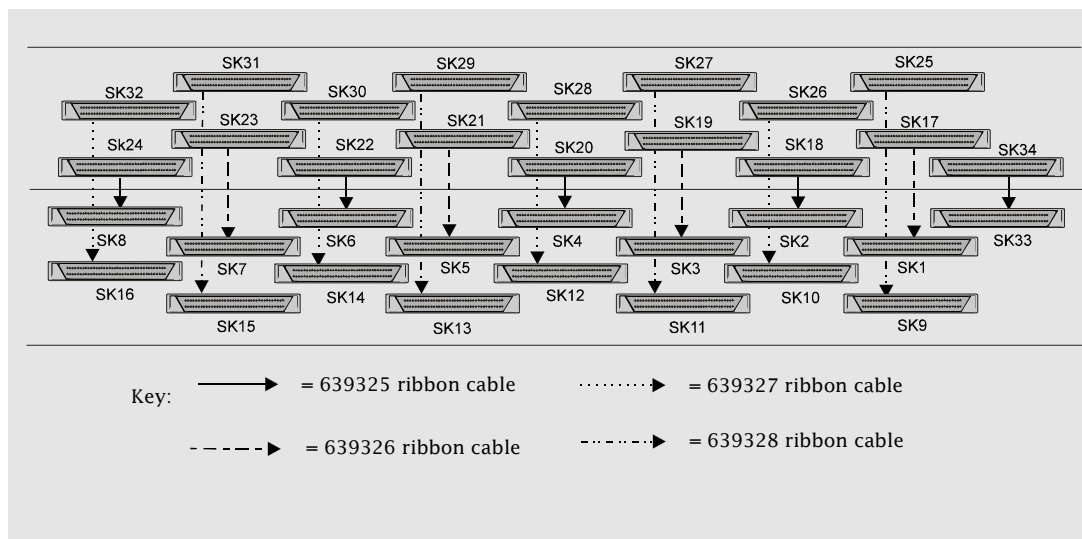 SK31 SK29 SK27 SK25
SK32 SK30 SK28 SK26
SK23 SK21 SK19 SK17
Sk24 SK22 SK20 SK18 SK34
SK8 SK6 SK4 SK2 SK33
SK7 SK5 SK3 SK1
SK16 SK14 SK12 SK10
SK15 SK13 SK11 SK9
Key:
= 639325 ribbon cable
= 639327 ribbon cable
= 639326 ribbon cable
= 639328 ribbon cable